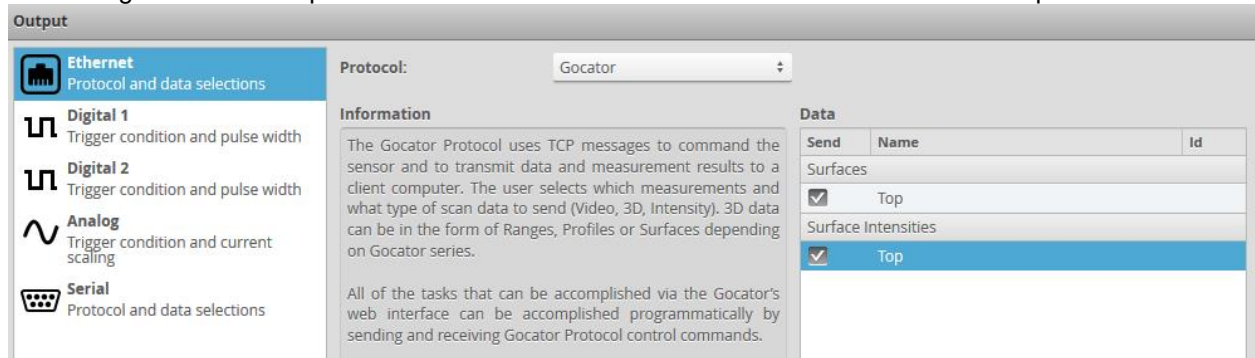 Output
Ethernet
Protocol and data selections
Digital 1
Trigger condition and pulse width
Digital 2
Trigger condition and pulse width
Analog
Trigger condition and current
scaling
Serial
Protocol and data selections
Protocol: Gocator
Information
The Gocator Protocol uses TCP messages to command the
sensor and to transmit data and measurement results to a
client computer. The user selects which measurements and
what type of scan data to send (Video, 3D, Intensity). 3D data
can be in the form of Ranges, Profiles or Surfaces depending
on Gocator series.
All of the tasks that can be accomplished via the Gocator's
web interface can be accomplished programmatically by
sending and receiving Gocator Protocol control commands.
Data
Send Name Id
Surfaces
Top
Surface Intensities
Top